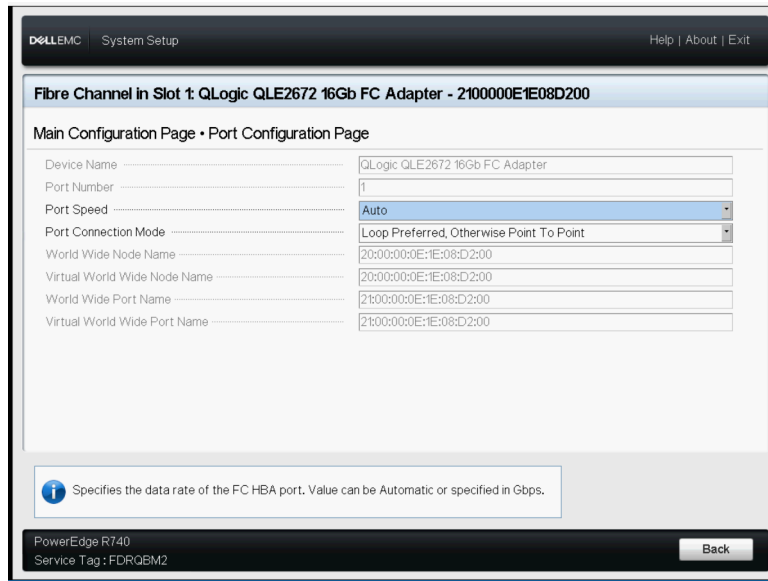 DELLEMC System Setup Help | About | Exit
Fibre Channel in Slot 1: QLogic QLE2672 16Gb FC Adapter - 2100000E1E08D200
Main Configuration Page • Port Configuration Page
Device Name QLogic QLE2672 16Gb FC Adapter
Port Number 1
Port Speed Auto
Port Connection Mode Loop Preferred, Otherwise Point To Point
World Wide Node Name 20:00:00:0E:1E:08:D2:00
Virtual World Wide Node Name 20:00:00:0E:1E:08:D2:00
World Wide Port Name 21:00:00:0E:1E:08:D2:00
Virtual World Wide Port Name 21:00:00:0E:1E:08:D2:00
Specifies the data rate of the FC HBA port. Value can be Automatic or specified in Gbps.
PowerEdge R740
Service Tag : FDRQBM2 Back